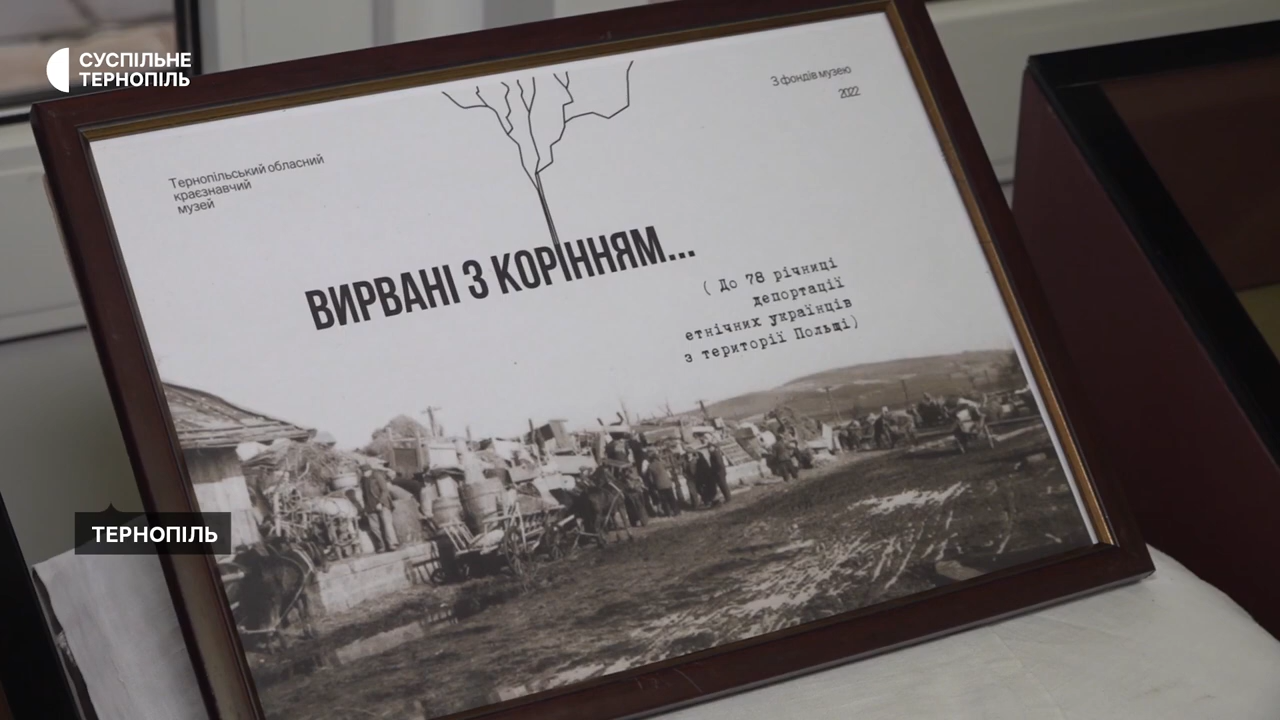 СУСПІЛЬНЕ
ТЕРНОПІЛЬ
З фондів музею
2022
Тернопільський обласний
краєзнавчий
музей
ВИРВАНІ З КОРІННЯМ...
( До 78 річниці
депортації
етнічних українців
з території Польщі)
ТЕРНОПІЛЬ